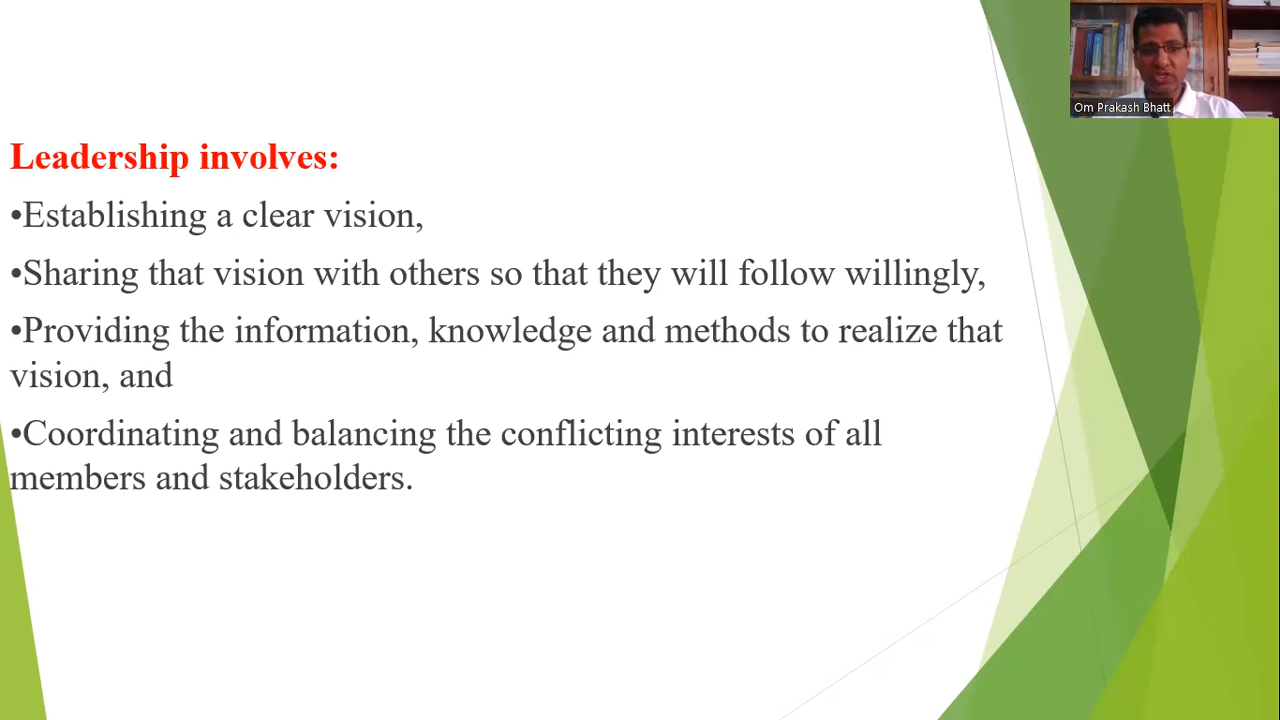 Om Prakash Bhatt
Leadership involves:
•Establishing a clear vision,
•Sharing that vision with others so that they will follow willingly,
•Providing the information, knowledge and methods to realize that
vision, and
•Coordinating and balancing the conflicting interests of all
members and stakeholders.